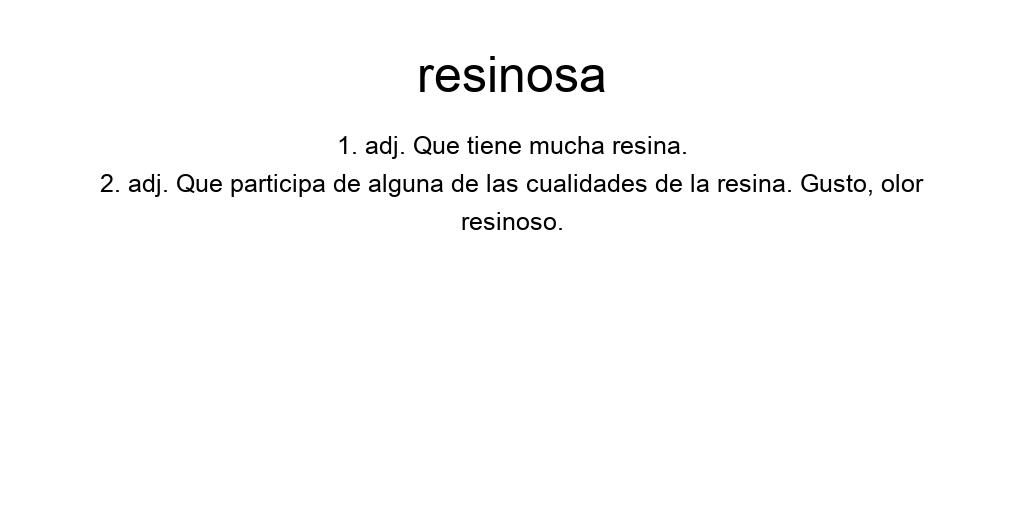 resinosa
1. adj. Que tiene mucha resina.
2. adj. Que participa de alguna de las cualidades de la resina. Gusto, olor
resinoso.